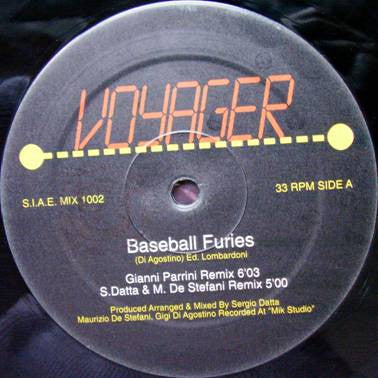 VOYAGER
S.I.A.E. MIX 1002
33 RPM SIDE A
Baseball Furies
(Di Agostino) Ed. Lombardoni
Gianni Parrini Remix 6'03
S.Datta & M. De Stefani Remix 5'00
Produced Arranged & Mixed By Sergio Datta
Maurizio De Stefani, Gigi Di Agostino Recorded At "Mik Studio"